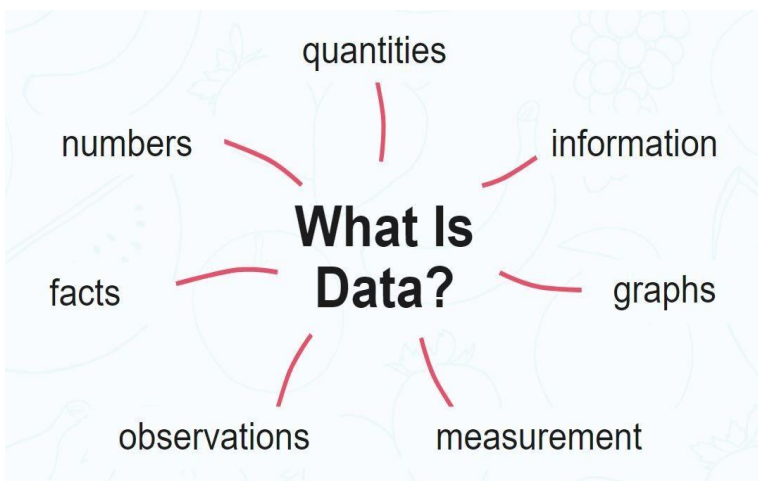 quantities
numbers
information
What Is
Data?
facts
graphs
observations
measurement